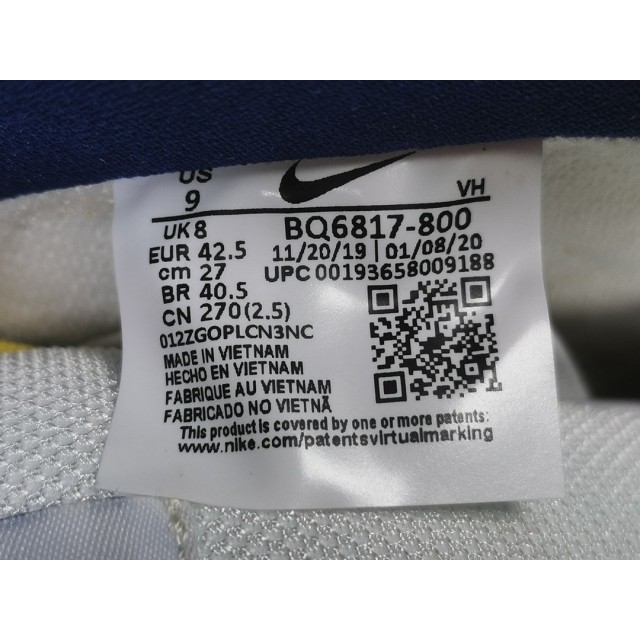 US
9
VH
UK 8
BQ6817-800
EUR 42.5
11/20/19 | 01/08/20
cm 27
UPC 00193658009188
BR 40.5
CN 270(2.5)
012ZGOPLCN3NC
MADE IN VIETNAM
HECHO EN VIETNAM
FABRIQUE AU VIETNAM
FABRICADO NO VIETNÃ
This product is covered by one or more patents:
www.nike.com/patentsvirtualmarking